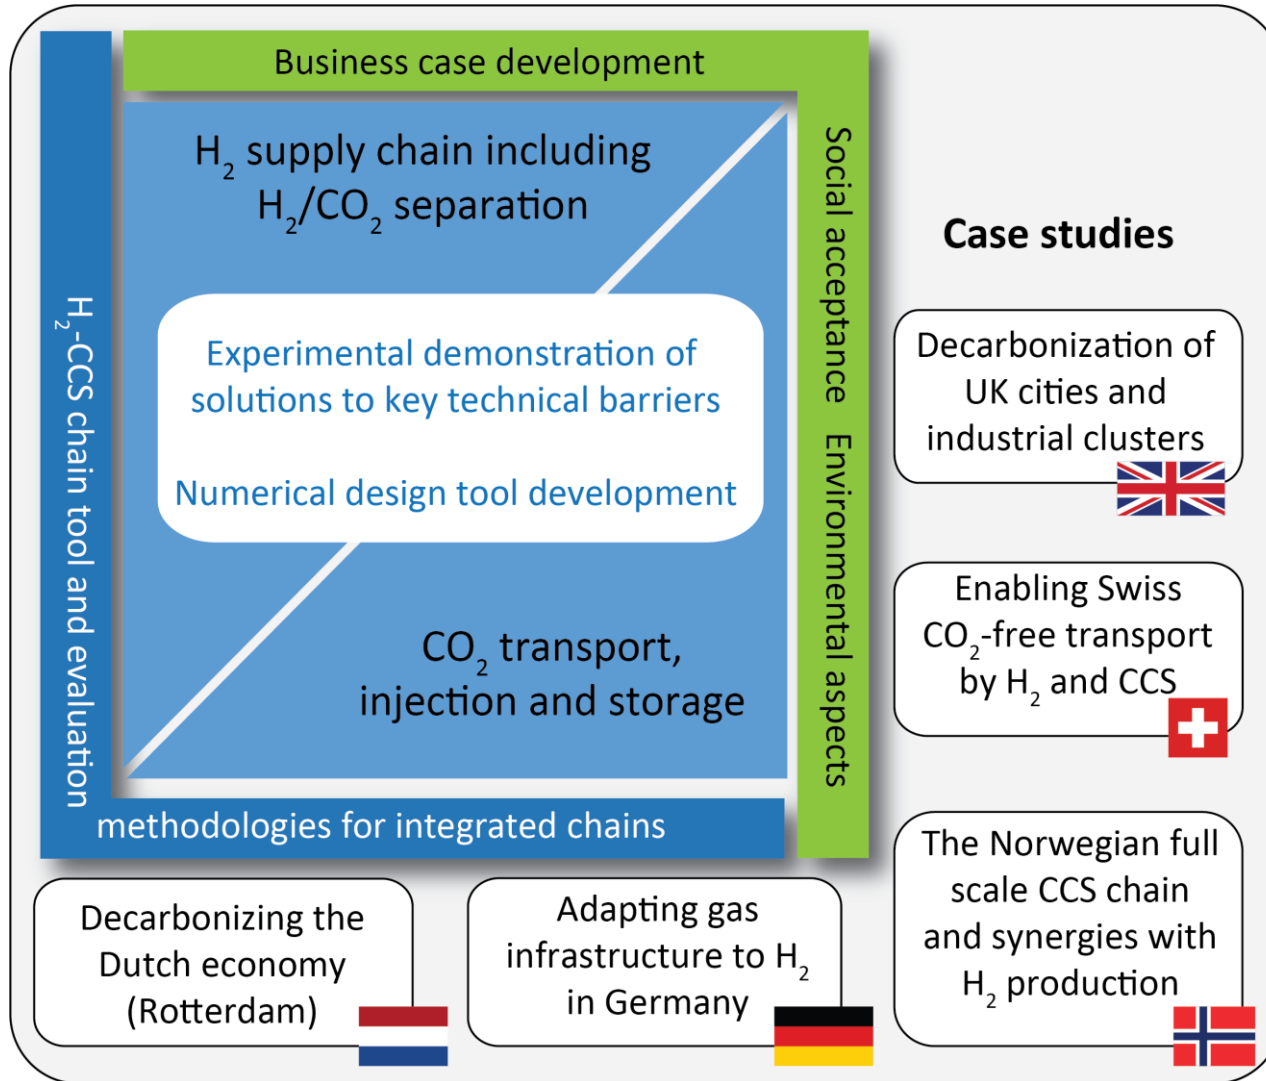 Business case development
H₂ supply chain including
H₂/CO₂ separation
Experimental demonstration of
solutions to key technical barriers
Numerical design tool development
CO₂ transport,
injection and storage
H₂-CCS chain tool and evaluation
methodologies for integrated chains
Social acceptance Environmental aspects
Case studies
Decarbonization of
UK cities and
industrial clusters
Enabling Swiss
CO₂-free transport
by H₂ and CCS
The Norwegian full
scale CCS chain
and synergies with
H₂ production
Decarbonizing the
Dutch economy
(Rotterdam)
Adapting gas
infrastructure to H₂
in Germany